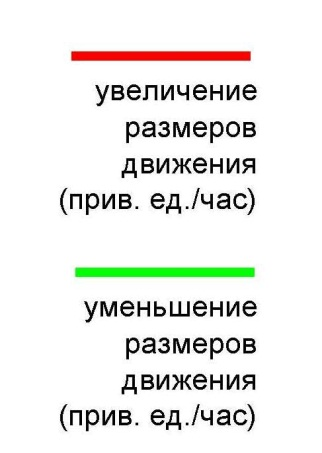 увеличение
размеров
движения
(прив. ед./час)
уменьшение
размеров
движения
(прив. ед./час)